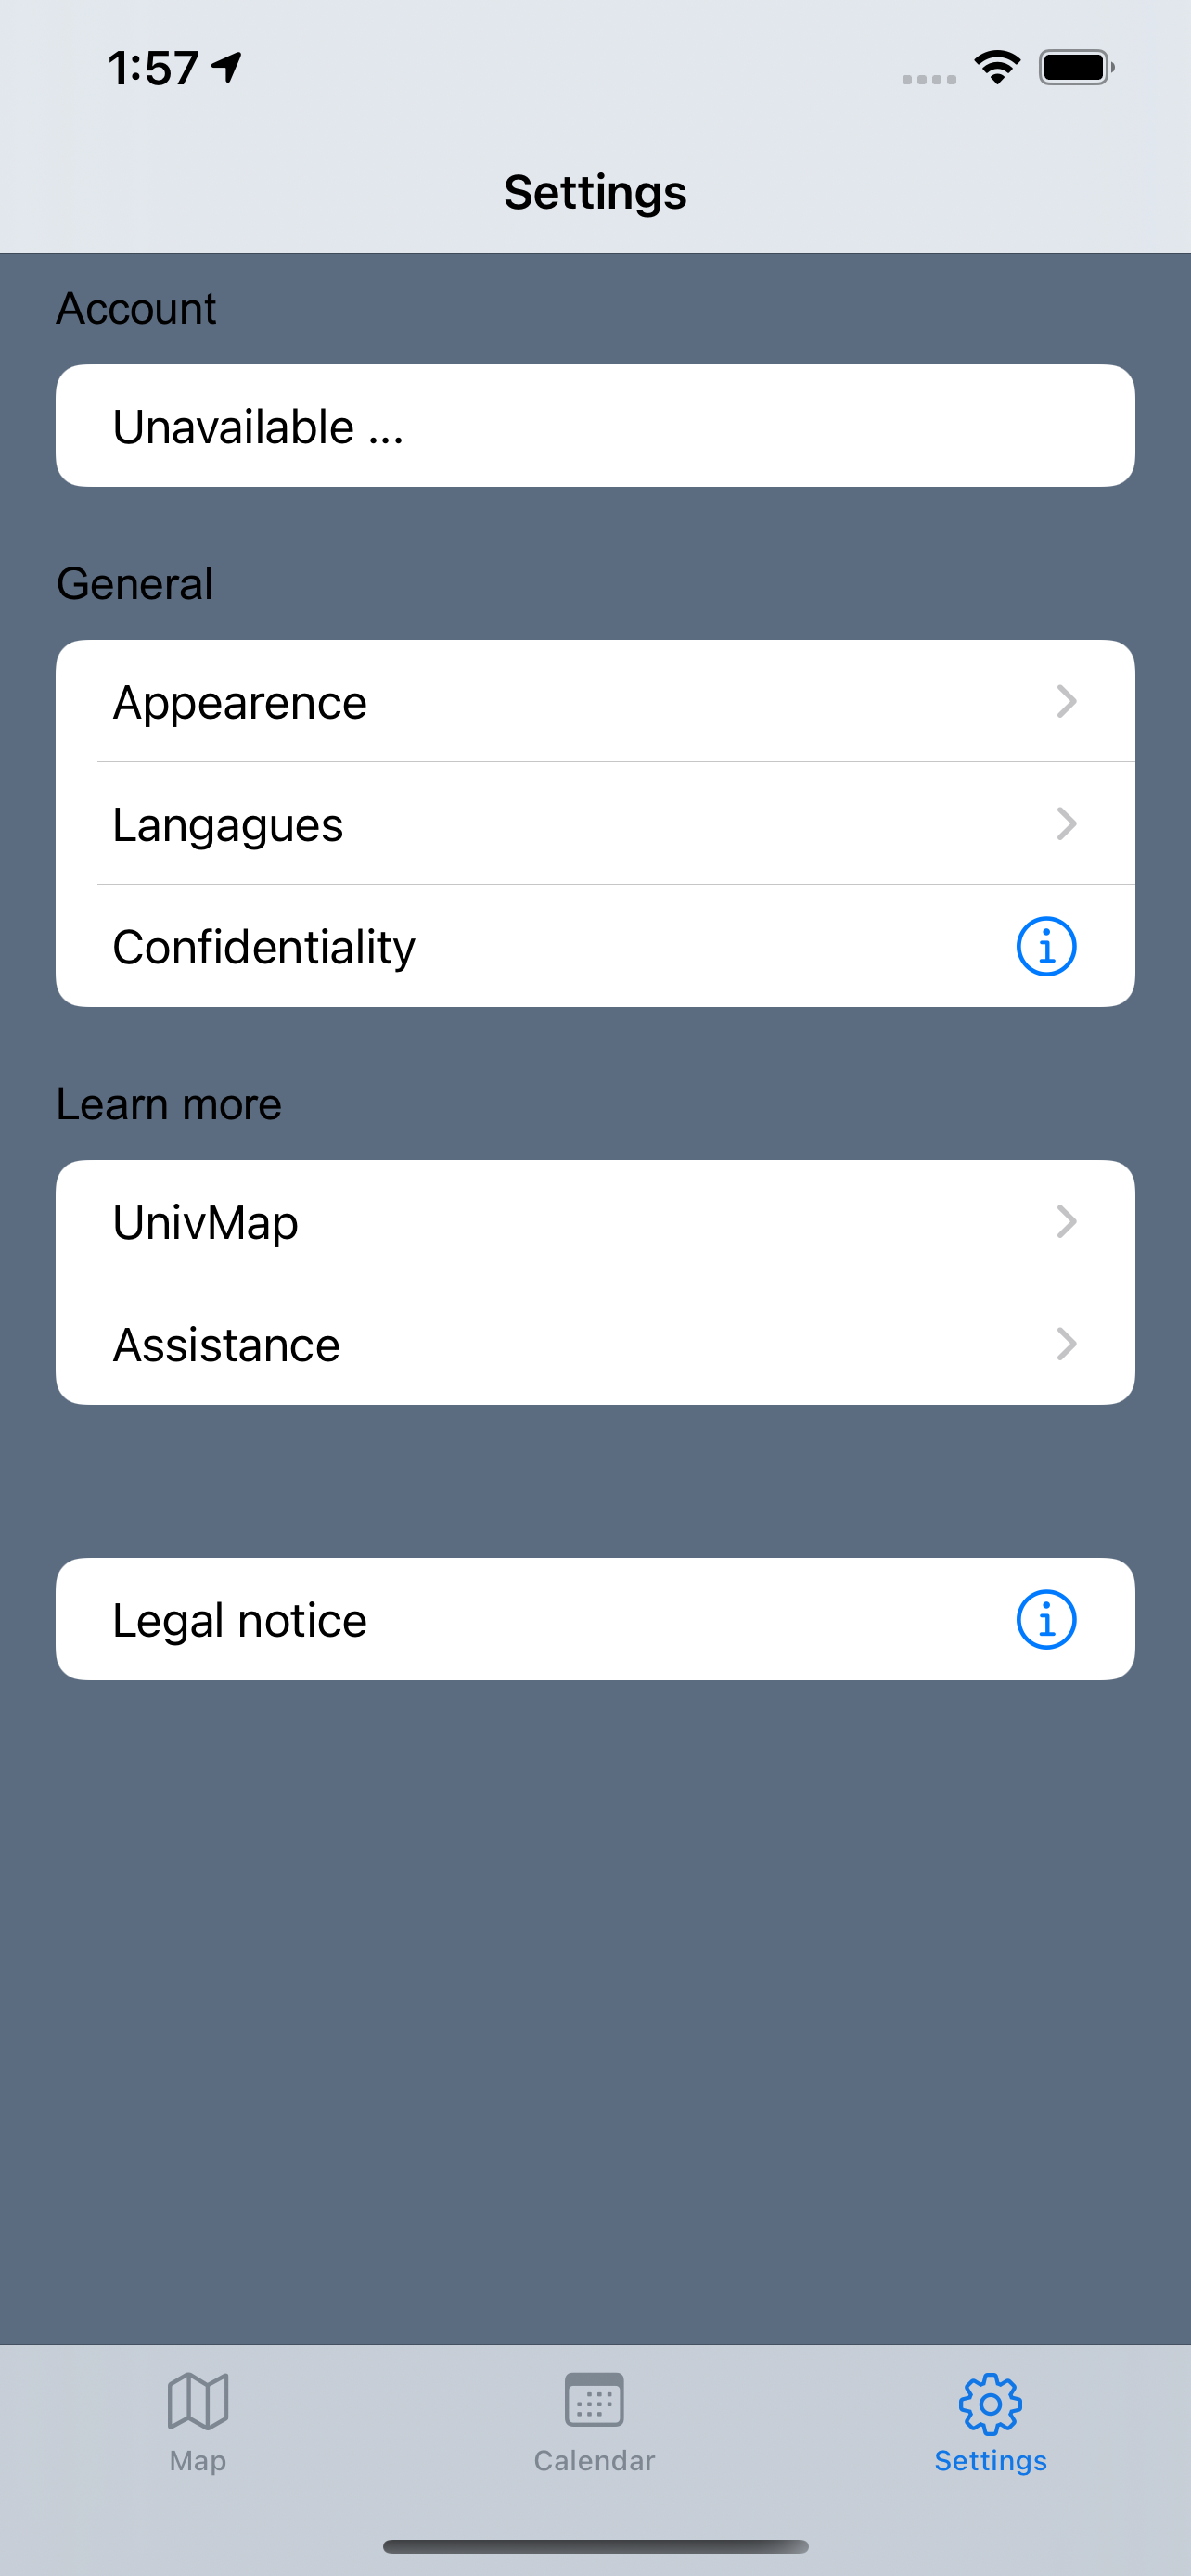 1:57
Settings
Account
Unavailable ...
General
Appearence
Langagues
Confidentiality
Learn more
UnivMap
Assistance
Legal notice
Map
Calendar
Settings